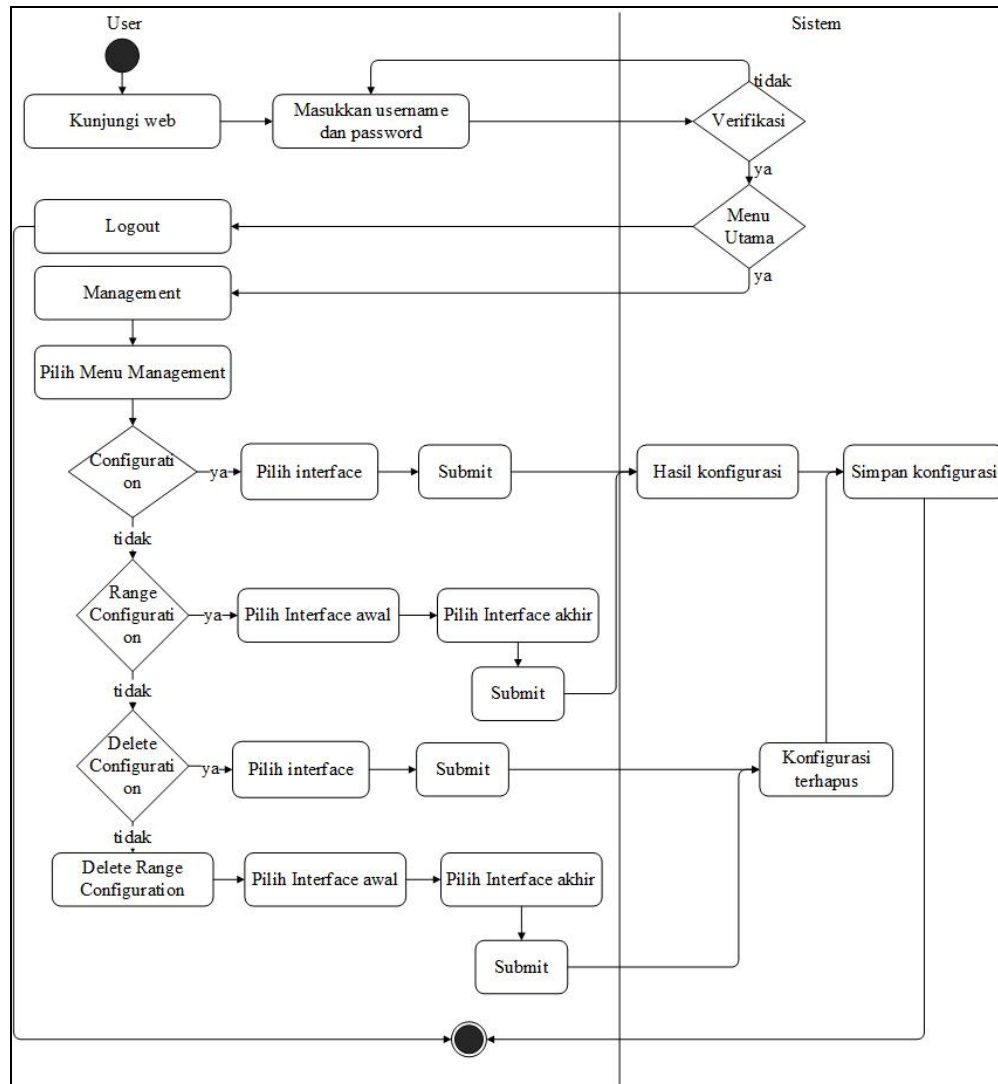 User
Sistem
tidak
Kunjungi web
Masukkan username
dan password
Verifikasi
ya
Logout
Menu
Utama
ya
Management
Pilih Menu Management
Configurati
on
ya
Pilih interface
Submit
Hasil konfigurasi
Simpan konfigurasi
tidak
Range
Configurati
on
ya
Pilih Interface awal
Pilih Interface akhir
tidak
Submit
Delete
Configurati
on
ya
Pilih interface
Submit
Konfigurasi
terhapus
tidak
Delete Range
Configuration
Pilih Interface awal
Pilih Interface akhir
Submit